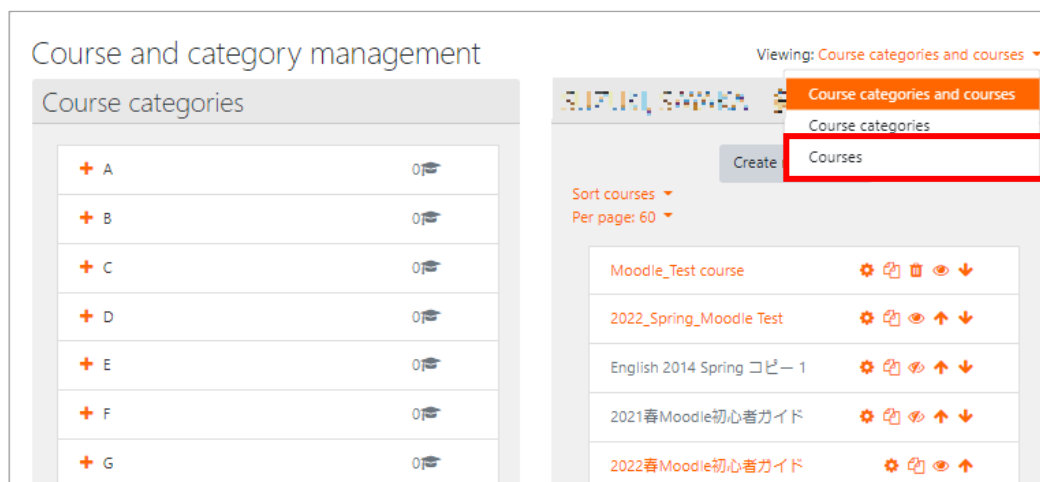 Course and category management
Viewing: Course categories and courses
Course categories and courses
Course categories
Courses
Course categories
A 0
B 0
C 0
D 0
E 0
F 0
G 0
Create
Sort courses
Per page: 60
Moodle_Test course
2022_Spring_Moodle Test
English 2014 Spring コピー 1
2021春Moodle初心者ガイド
2022春Moodle初心者ガイド